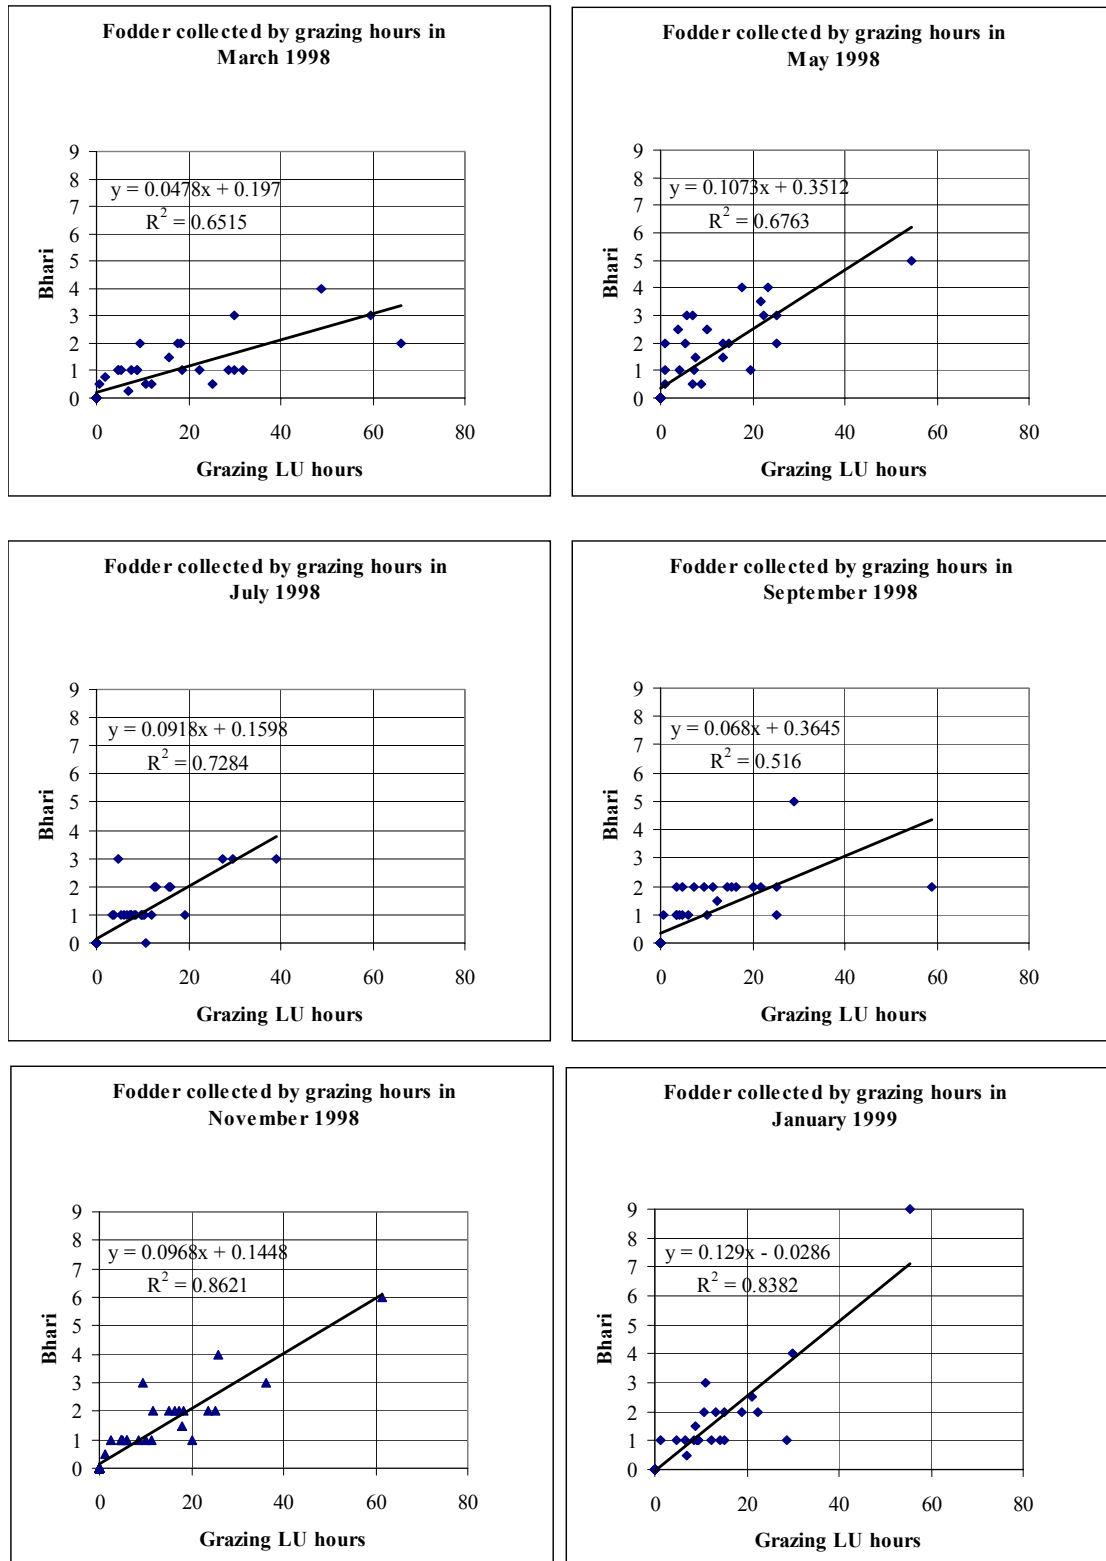 Fodder collected by grazing hours in
March 1998
9
8
7
6
5
4
3
2
1
0
y = 0.0478x + 0.197
R² = 0.6515
Bhari
0 20 40 60 80
Grazing LU hours
Fodder collected by grazing hours in
May 1998
9
8
7
6
5
4
3
2
1
0
y = 0.1073x + 0.3512
R² = 0.6763
Bhari
0 20 40 60 80
Grazing LU hours
Fodder collected by grazing hours in
July 1998
9
8
7
6
5
4
3
2
1
0
y = 0.0918x + 0.1598
R² = 0.7284
Bhari
0 20 40 60 80
Grazing LU hours
Fodder collected by grazing hours in
September 1998
9
8
7
6
5
4
3
2
1
0
y = 0.068x + 0.3645
R² = 0.516
Bhari
0 20 40 60 80
Grazing LU hours
Fodder collected by grazing hours in
November 1998
9
8
7
6
5
4
3
2
1
0
y = 0.0968x + 0.1448
R² = 0.8621
Bhari
0 20 40 60 80
Grazing LU hours
Fodder collected by grazing hours in
January 1999
9
8
7
6
5
4
3
2
1
0
y = 0.129x - 0.0286
R² = 0.8382
Bhari
0 20 40 60 80
Grazing LU hours